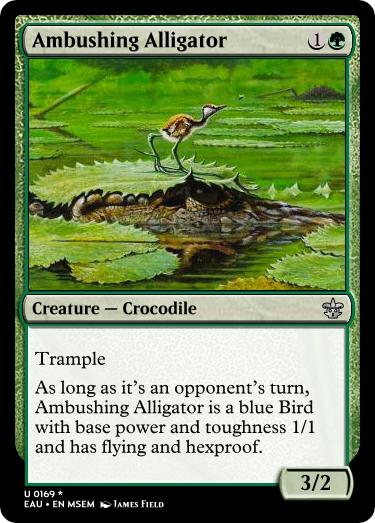 Ambushing Alligator 1
Creature — Crocodile
Trample
As long as it's an opponent's turn,
Ambushing Alligator is a blue Bird
with base power and toughness 1/1
and has flying and hexproof.
3/2
U 0169 *
EAU • EN MSEM JAMES FIELD